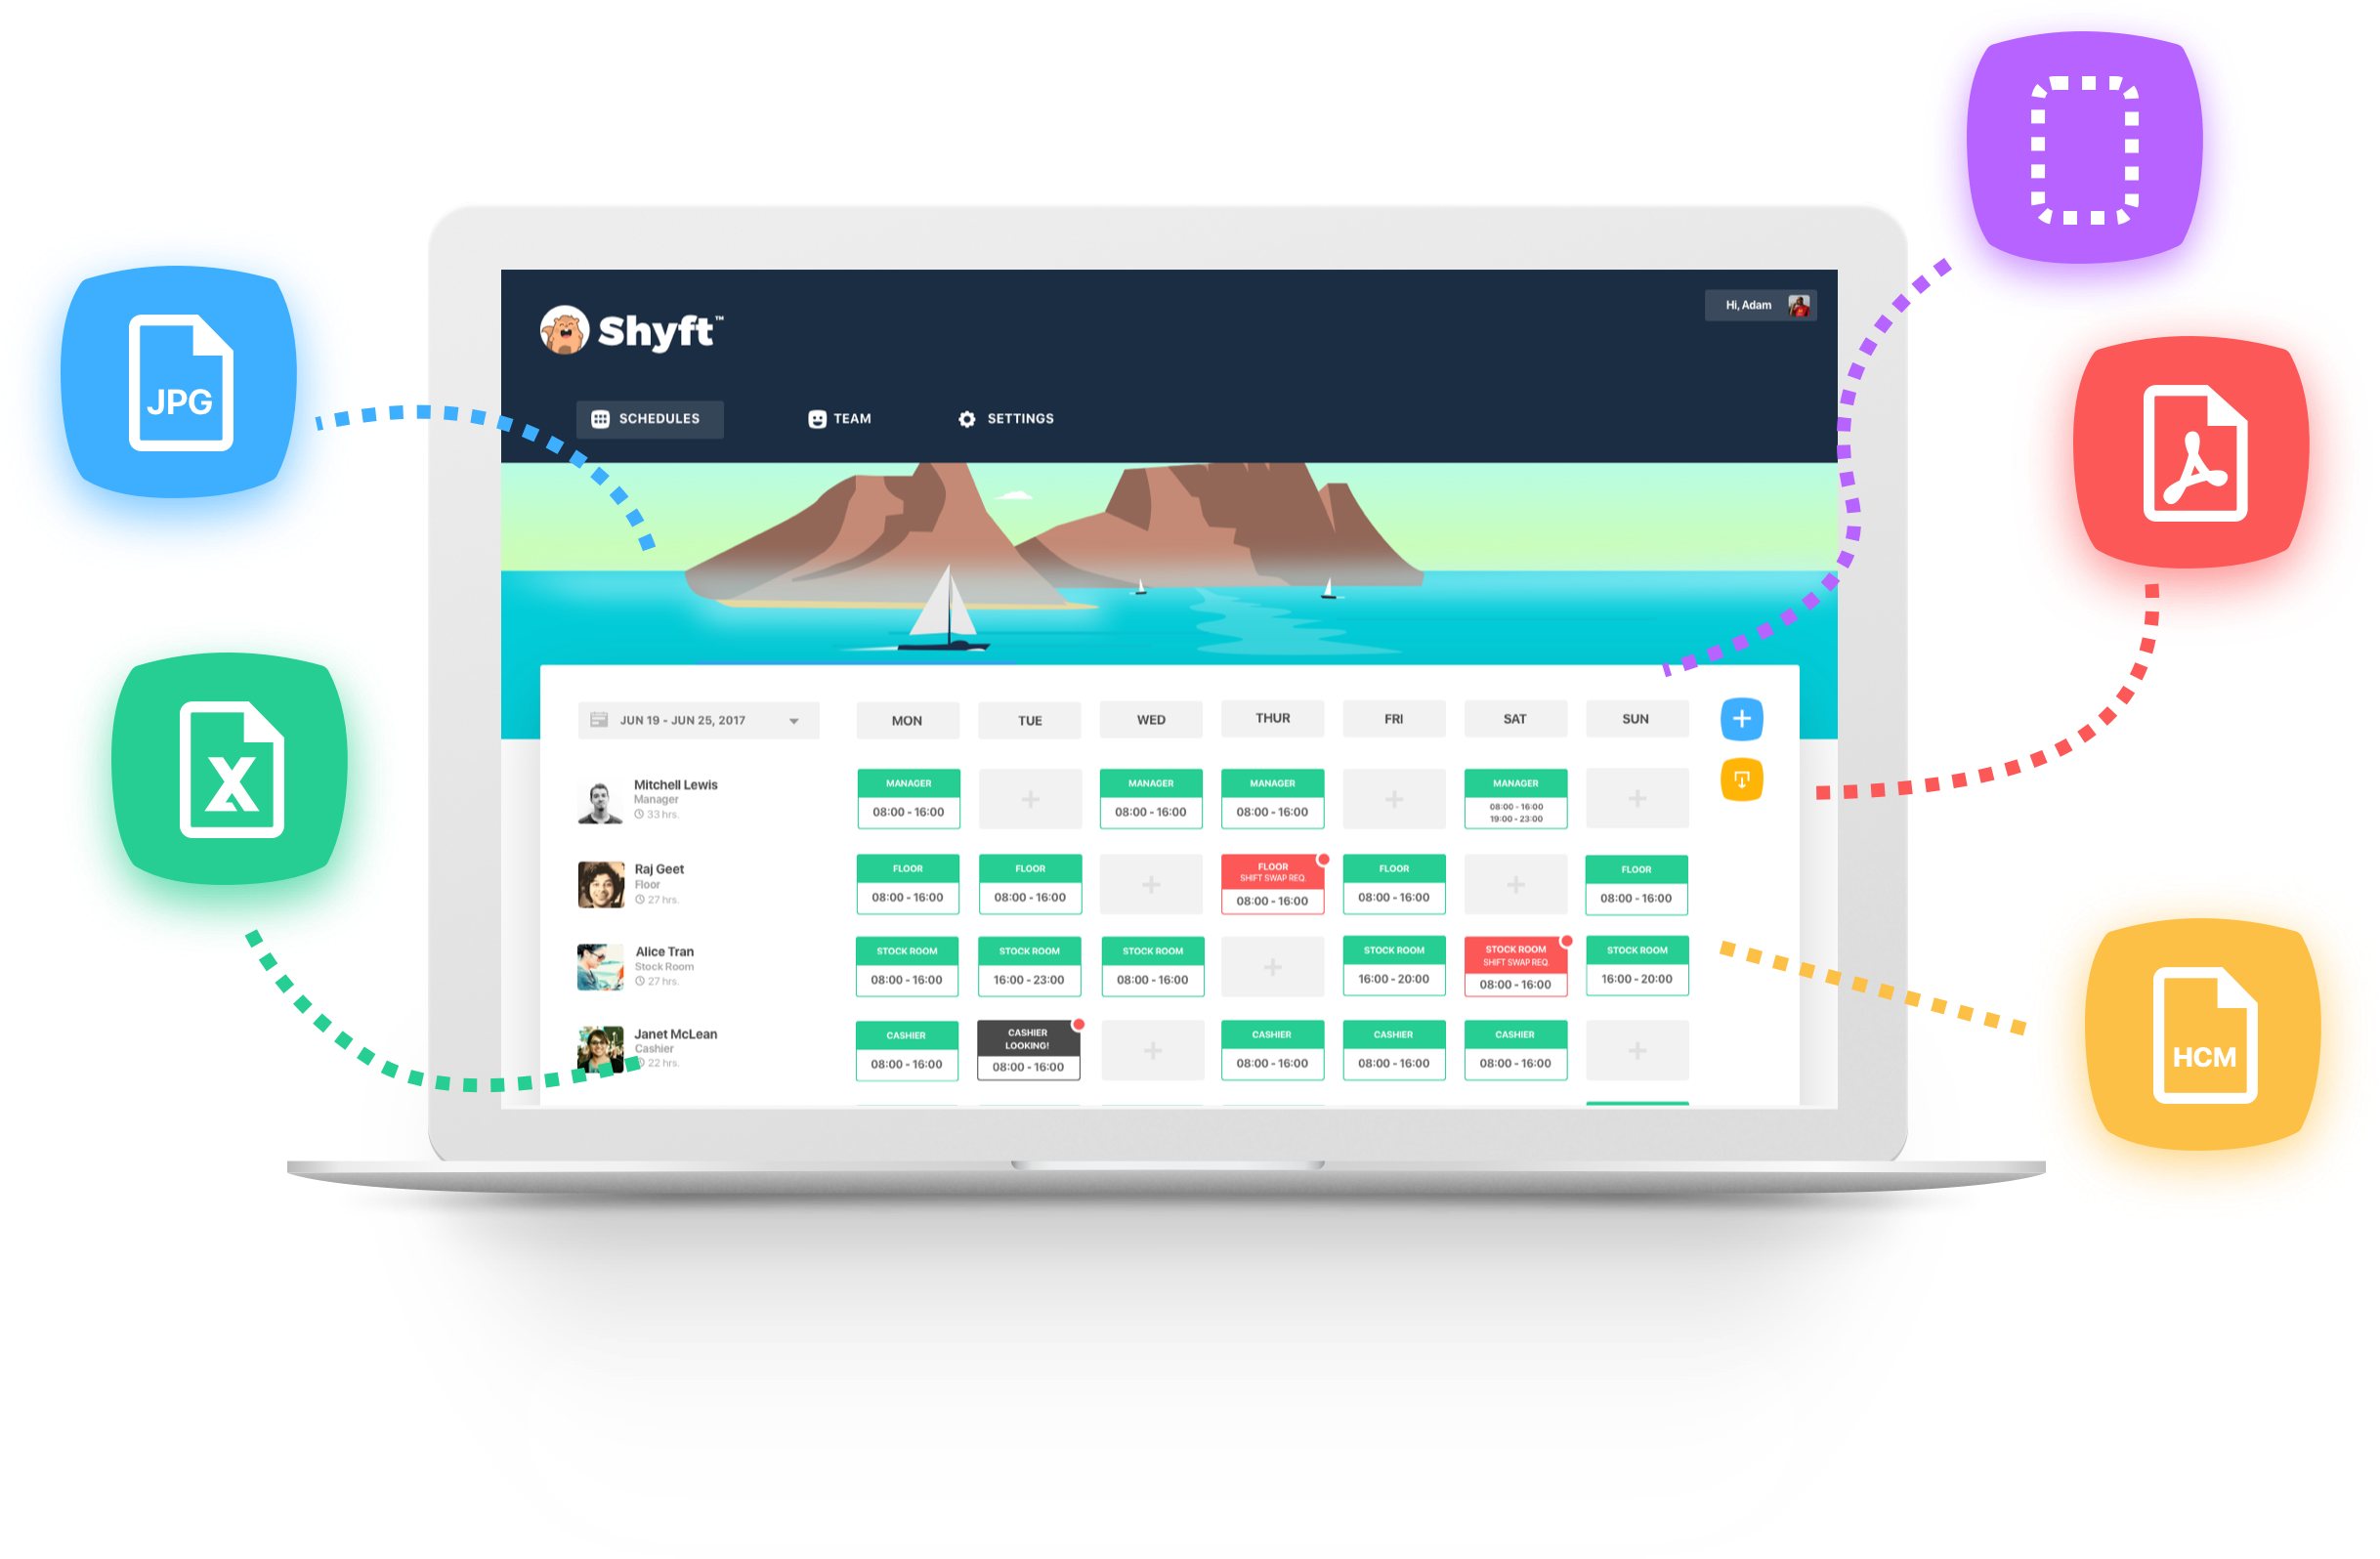 Hi, Adam
Shyft™
JPG
SCHEDULES TEAM SETTINGS
JUN 19 - JUN 25, 2017 MON TUE WED THUR FRI SAT SUN
Mitchell Lewis
Manager
33 hrs.
MANAGER MANAGER MANAGER MANAGER
08:00 - 16:00 08:00 - 16:00 08:00 - 16:00 08:00 - 16:00
19:00 - 23:00
Raj Geet
Floor
27 hrs.
FLOOR FLOOR FLOOR FLOOR FLOOR
SHIFT SWAP REQ.
08:00 - 16:00 08:00 - 16:00 08:00 - 16:00 08:00 - 16:00 08:00 - 16:00
Alice Tran
Stock Room
27 hrs.
STOCK ROOM STOCK ROOM STOCK ROOM STOCK ROOM STOCK ROOM STOCK ROOM
SHIFT SWAP REQ.
08:00 - 16:00 16:00 - 23:00 08:00 - 16:00 16:00 - 20:00 08:00 - 16:00 16:00 - 20:00
Janet McLean
Cashier
22 hrs.
CASHIER CASHIER CASHIER CASHIER CASHIER
LOOKING!
08:00 - 16:00 08:00 - 16:00 08:00 - 16:00 08:00 - 16:00 08:00 - 16:00
HCM